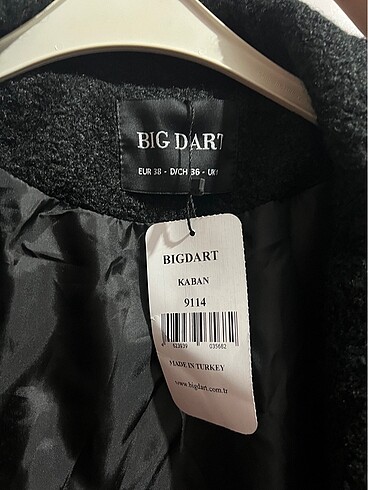 BIG DART
EUR 38 - D/CH 36 - UK
BIGDART
KABAN
9114
MADE IN TURKEY
www.bigdart.com.tr